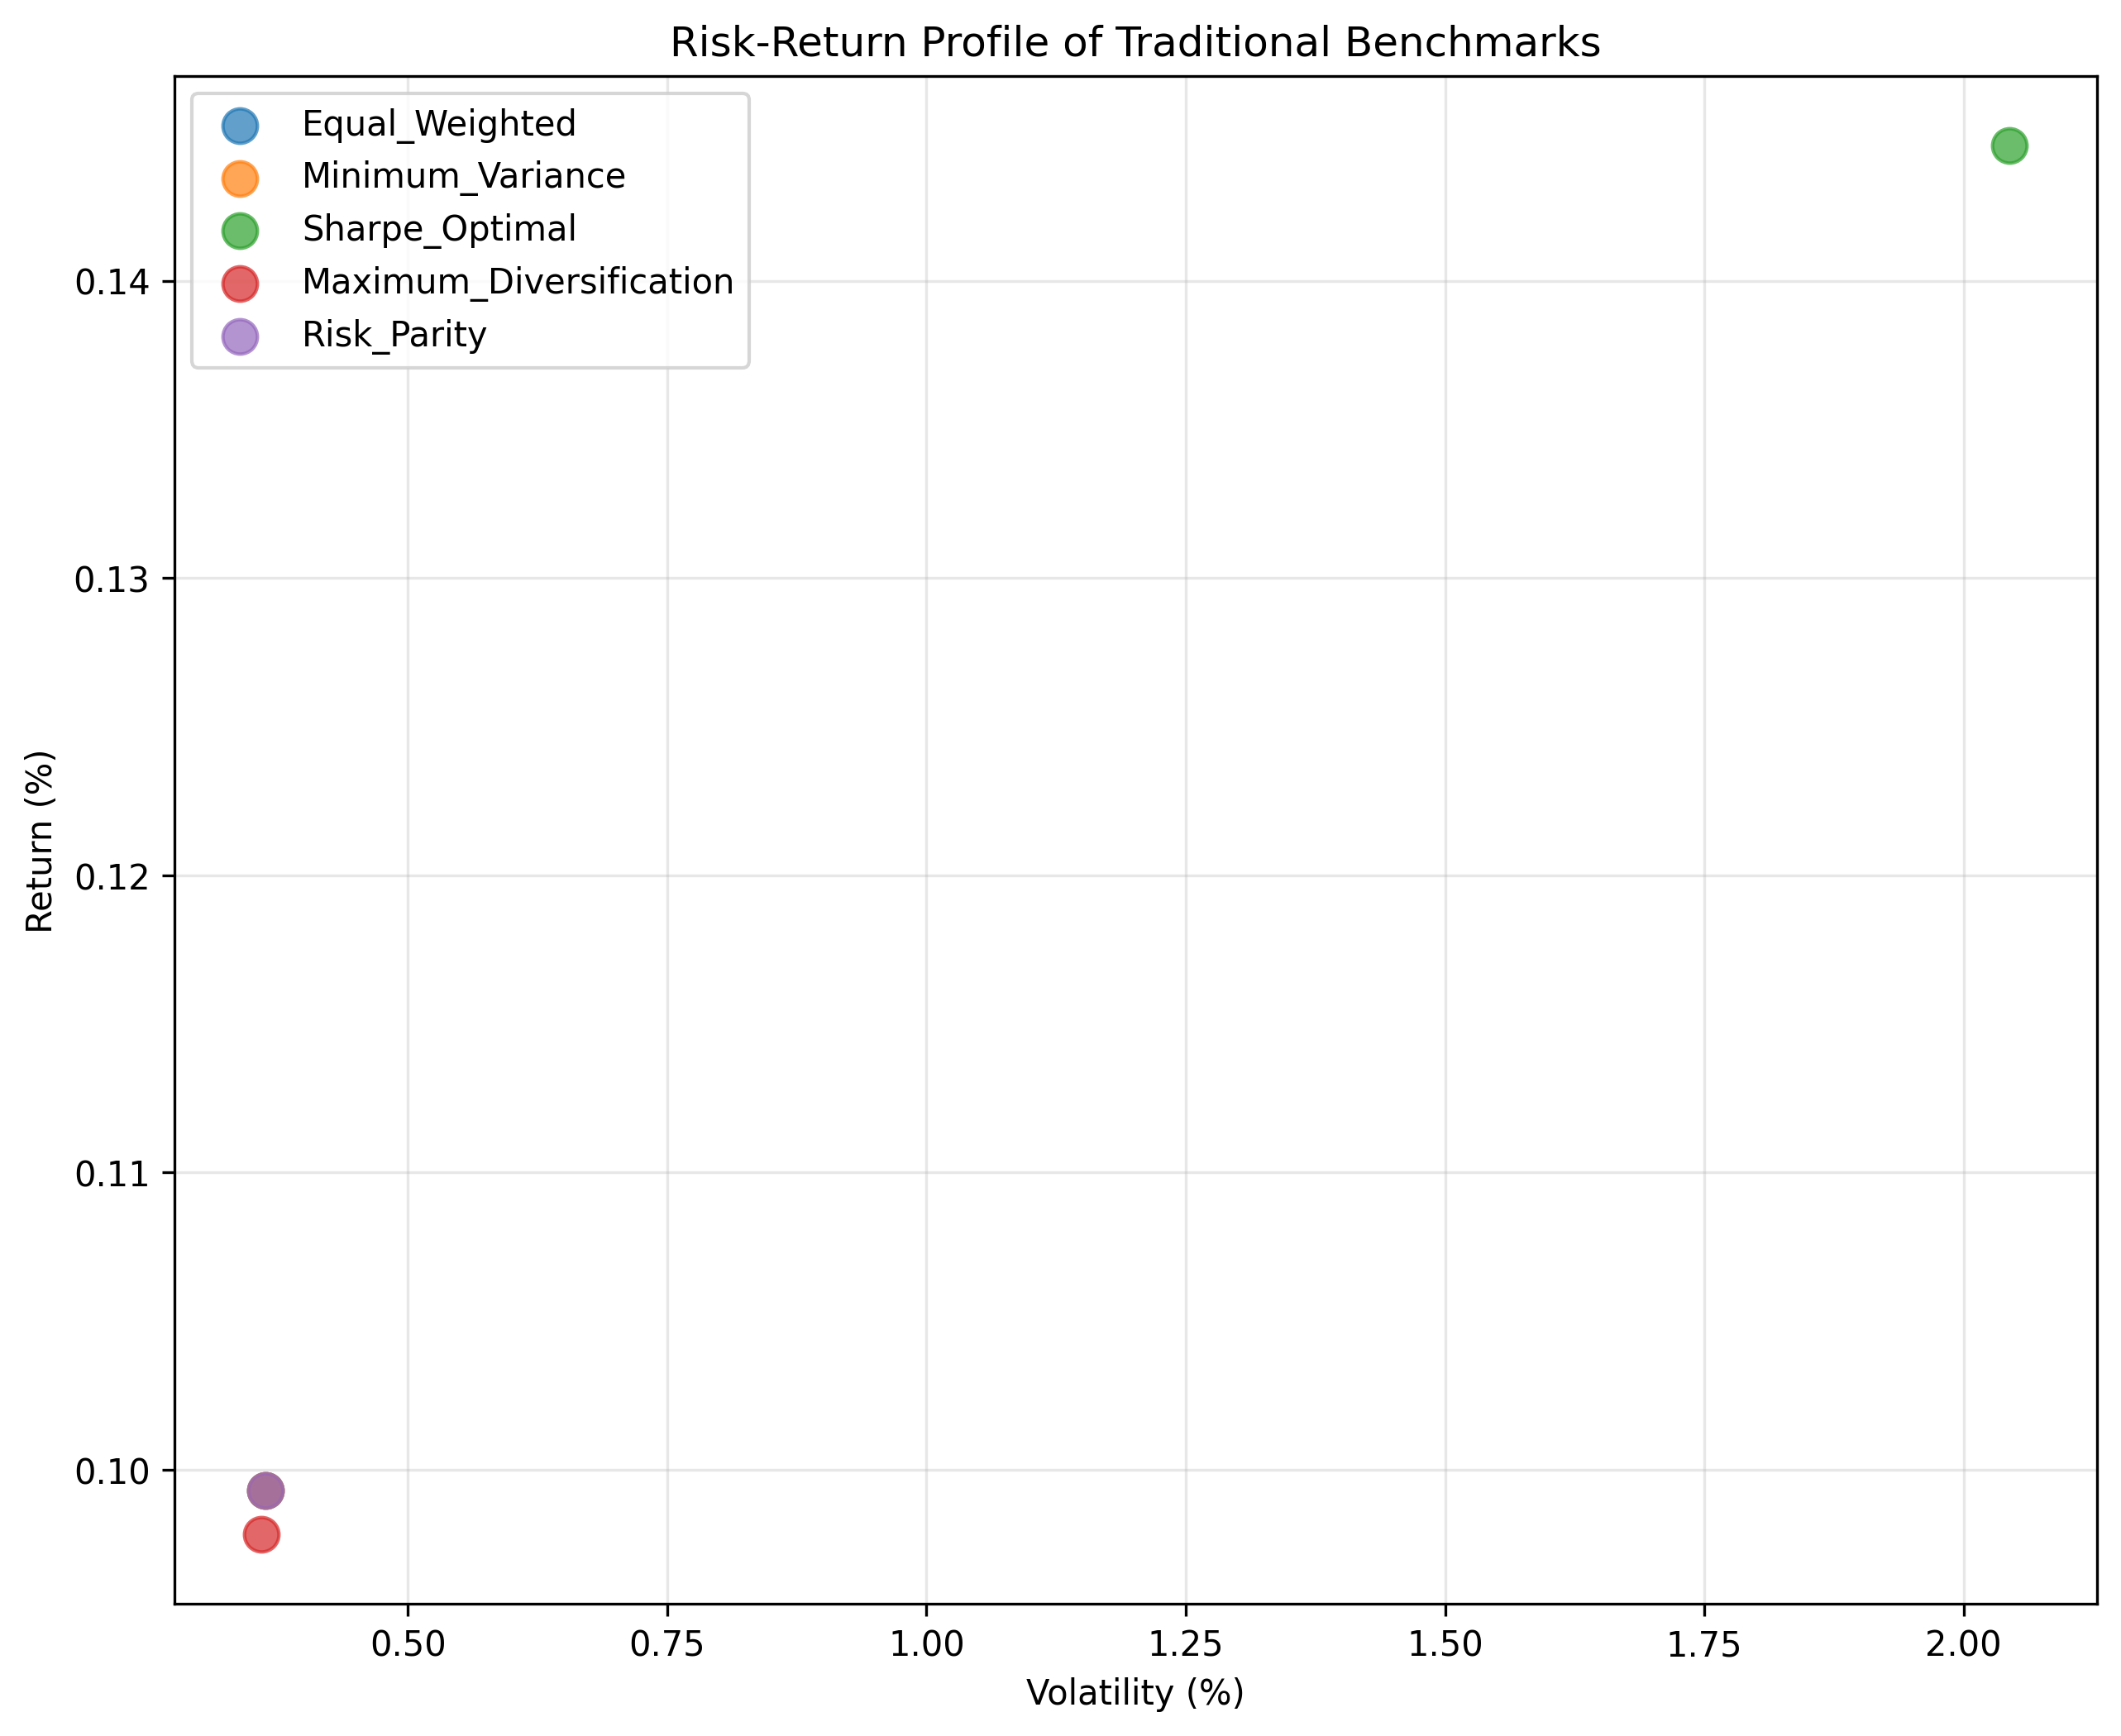 Risk-Return Profile of Traditional Benchmarks
Equal_Weighted
Minimum_Variance
Sharpe_Optimal
Maximum_Diversification
Risk_Parity
0.14
0.13
0.12
0.11
0.10
Return (%)
0.50 0.75 1.00 1.25 1.50 1.75 2.00
Volatility (%)